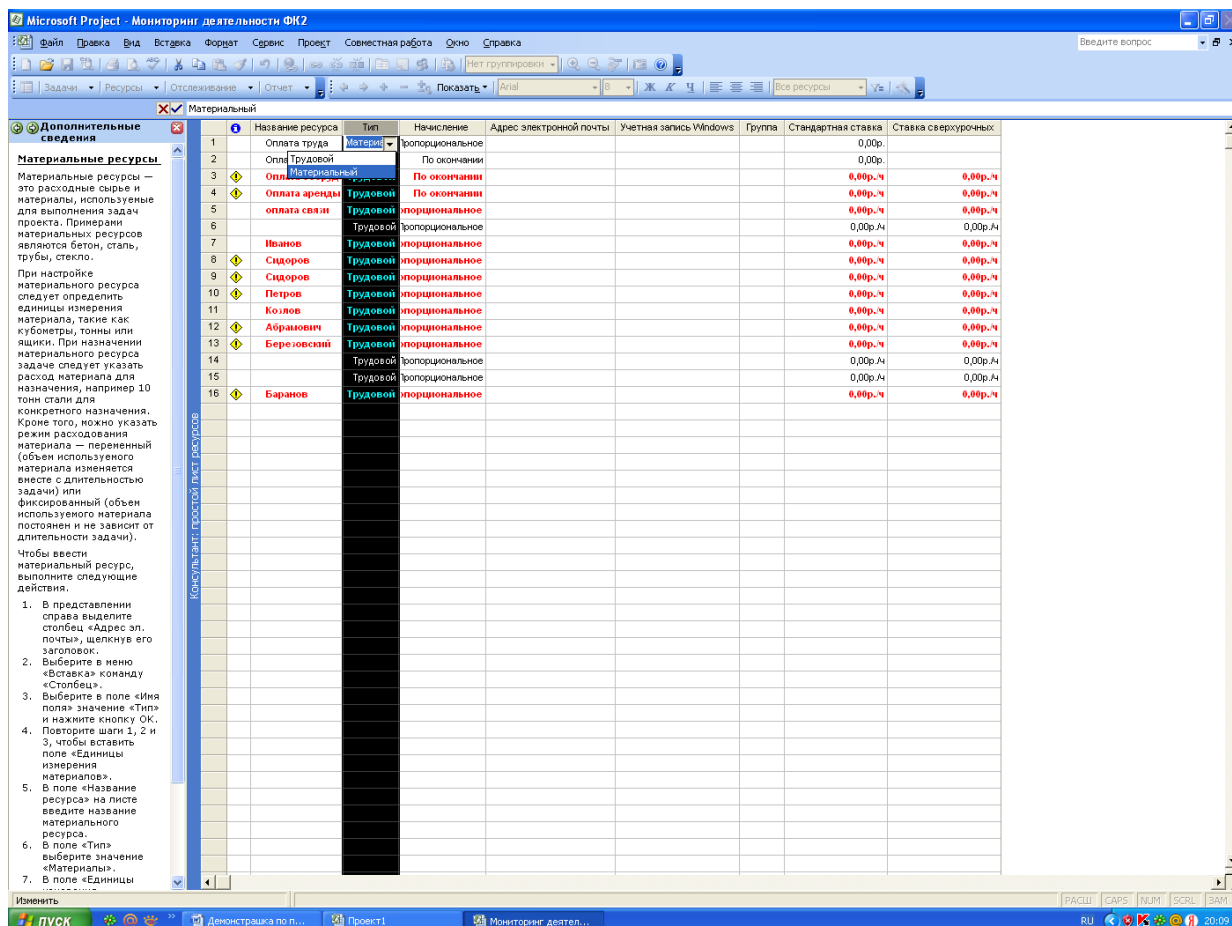 Microsoft Project - Мониторинг деятельности ФК2
Файл Правка Вид Вставка Формат Сервис Проект Совместная работа Окно Справка Введите вопрос
Нет группировки
Задачи Ресурсы Отслеживание Отчет Показать Arial 8 Ж К Ч Все ресурсы
Материальный
Дополнительные
сведения
Материальные ресурсы
Материальные ресурсы —
это расходные сырье и
материалы, используемые
для выполнения задач
проекта. Примерами
материальных ресурсов
являются бетон, сталь,
трубы, стекло.
При настройке
материального ресурса
следует определить
единицы измерения
материала, такие как
кубометры, тонны или
ящики. При назначении
материального ресурса
задаче следует указать
расход материала для
назначения, например 10
тонн стали для
конкретного назначения.
Кроме того, можно указать
режим расходования
материала — переменный
(объем используемого
материала изменяется
вместе с длительностью
задачи) или
фиксированный (объем
используемого материала
постоянен и не зависит от
длительности задачи).
Чтобы ввести
материальный ресурс,
выполните следующие
действия.
1. В представлении
справа выделите
столбец «Адрес эл.
почты», щелкнув его
заголовок.
2. Выберите в меню
«Вставка» команду
«Столбец».
3. Выберите в поле «Имя
поля» значение «Тип»
и нажмите кнопку OK.
4. Повторите шаги 1, 2 и
3, чтобы вставить
поле «Единицы
измерения
материалов».
5. В поле «Название
ресурса» на листе
введите название
материального
ресурса.
6. В поле «Тип»
выберите значение
«Материалы».
7. В поле «Единицы
Консультант: простой лист ресурсов
Название ресурса Тип Начисление Адрес электронной почты Учетная запись Windows Группа Стандартная ставка Ставка сверхурочных
1 Оплата труда Материа Пропорциональное 0,00р.
2 Опла По окончании 0,00р.
Трудовой
Материальный
3 По окончании 0,00р./ч 0,00р./ч
4 Оплата аренды Трудовой По окончании 0,00р./ч 0,00р./ч
5 оплата связи Трудовой опорциональное 0,00р./ч 0,00р./ч
6 Трудовой Пропорциональное 0,00р./ч 0,00р./ч
7 Иванов Трудовой опорциональное 0,00р./ч 0,00р./ч
8 Сидоров Трудовой опорциональное 0,00р./ч 0,00р./ч
9 Сидоров Трудовой опорциональное 0,00р./ч 0,00р./ч
10 Петров Трудовой опорциональное 0,00р./ч 0,00р./ч
11 Козлов Трудовой опорциональное 0,00р./ч 0,00р./ч
12 Абрамович Трудовой опорциональное 0,00р./ч 0,00р./ч
13 Березовский Трудовой опорциональное 0,00р./ч 0,00р./ч
14 Трудовой Пропорциональное 0,00р./ч 0,00р./ч
15 Трудовой Пропорциональное 0,00р./ч 0,00р./ч
16 Баранов Трудовой опорциональное 0,00р./ч 0,00р./ч
Изменить РАСШ CAPS NUM SCRL ЗАМ
пуск Демонстрашка по п... Проект1 Мониторинг деятел... RU 20:09